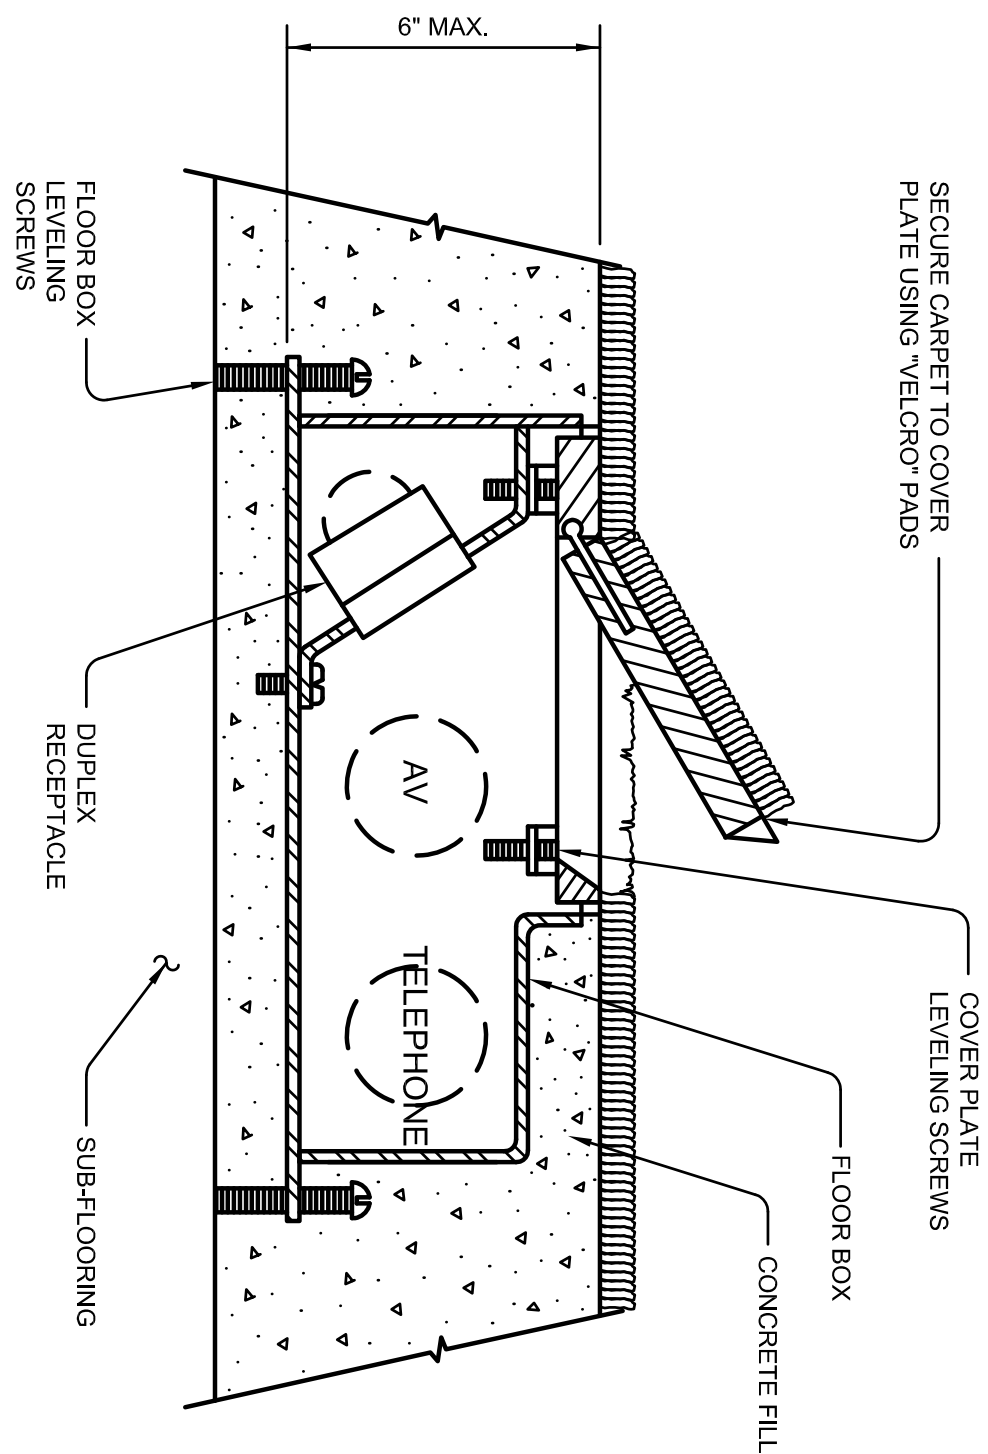 SECURE CARPET TO COVER
PLATE USING "VELCRO" PADS
COVER PLATE
LEVELING SCREWS
FLOOR BOX
CONCRETE FILL
6" MAX.
AV
TELEPHONE
FLOOR BOX
LEVELING
SCREWS
DUPLEX
RECEPTACLE
SUB-FLOORING